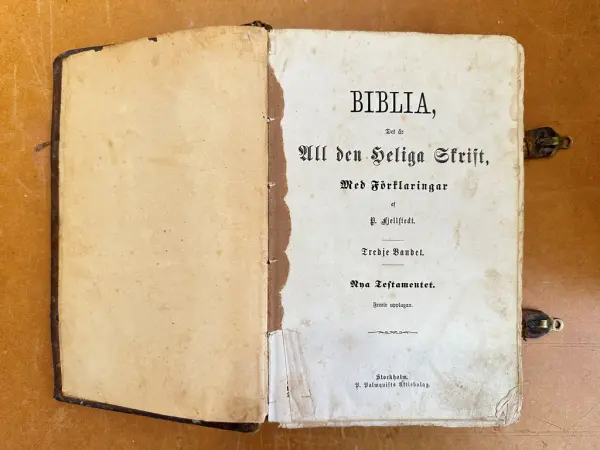 BIBLIA,
Det är
All den Heliga Skrift,
Med Förklaringar
af
P. Fjellstedt.
Tredje Bandet.
Nya Testamentet.
Femte upplagan.
Stockholm.
P. Palmquists Aktiebolag.